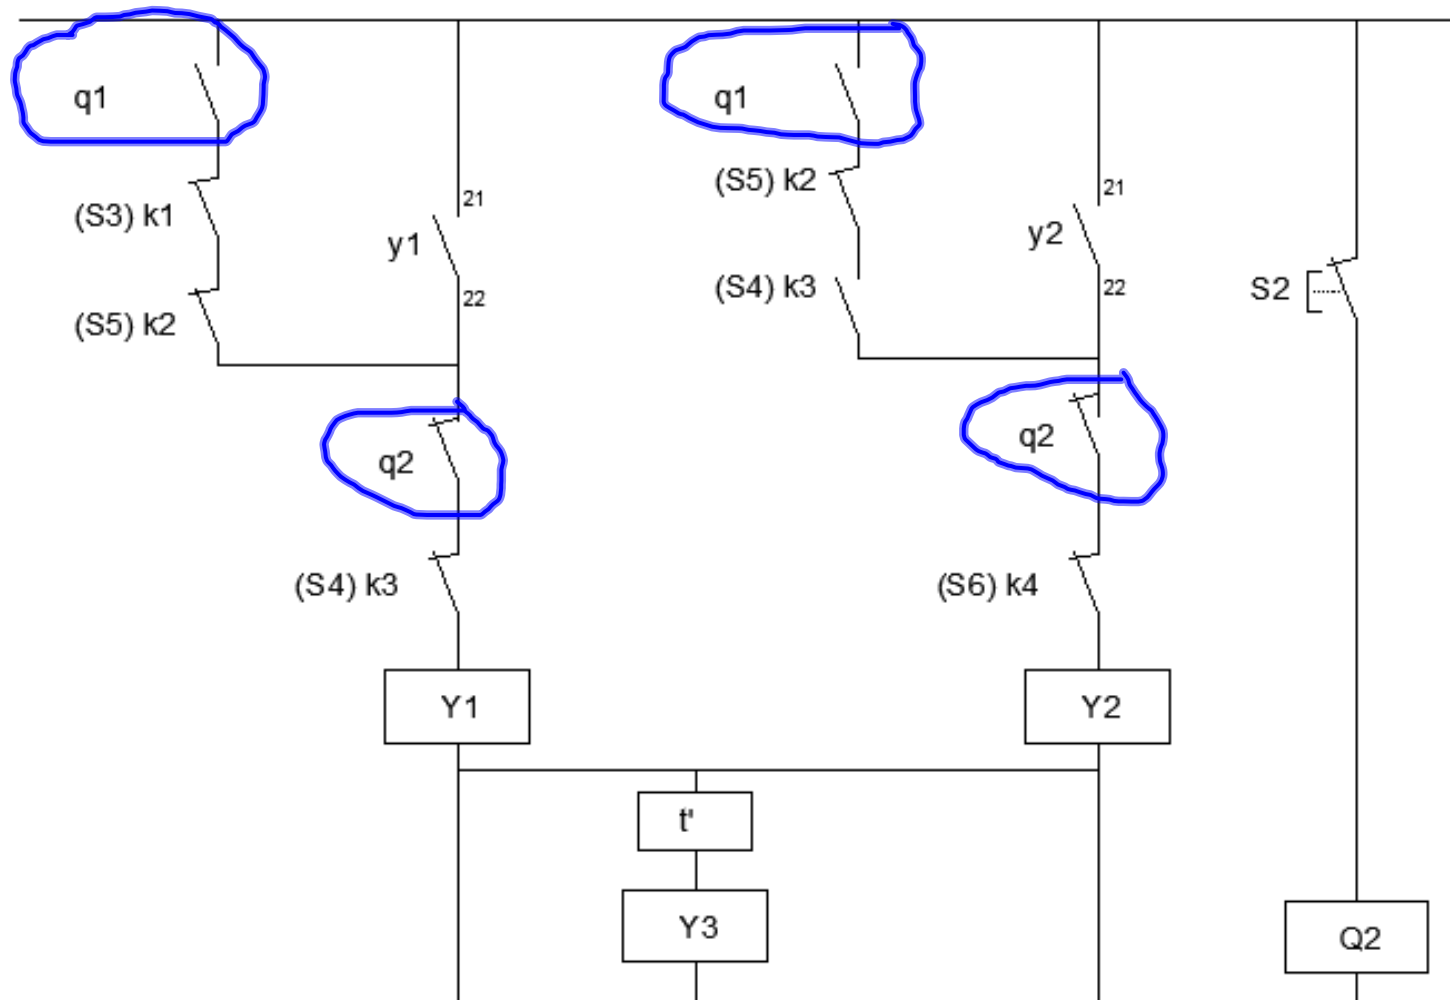 q1
q1
(S5) k2
21
21
(S3) k1
y1
y2
(S4) k3
22
22
S2
(S5) k2
q2
q2
(S4) k3
(S6) k4
Y1
Y2
t'
Y3
Q2